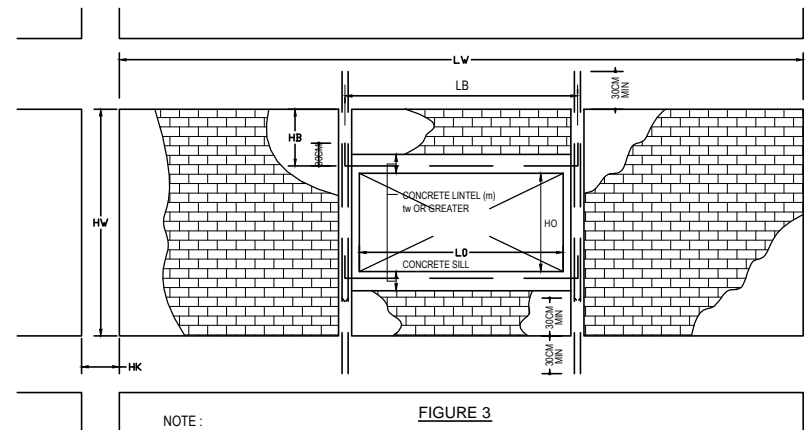 LW
LB
30CM
MIN
HB
30CM
CONCRETE LINTEL (m)
tw OR GREATER
HW
HO
LO
CONCRETE SILL
30CM
MIN
30CM
MIN
HK
FIGURE 3
NOTE :